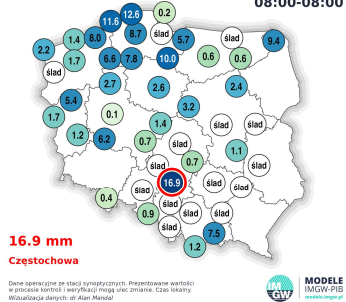 08:00-08:00
12.6
0.2
11.6
8.7
ślad
1.4
8.0
5.7
9.4
2.2
ślad
1.7
6.6
7.8
10.0
0.6
0.6
ślad
2.7
2.6
2.4
5.4
3.2
1.7
0.1
1.4
ślad
ślad
1.2
6.2
0.7
ślad
1.1
ślad
0.7
ślad
16.9
ślad
ślad
ślad
0.4
ślad
0.9
ślad
ślad
ślad
7.5
1.2
16.9 mm
Częstochowa
Dane operacyjne ze stacji synoptycznych. Prezentowane wartości
w procesie kontroli i weryfikacji mogą ulec zmianie. Czas lokalny.
Wizualizacja danych: dr Alan Mandal
IM
GW
MODELE
IMGW-PIB
modele.imgw.pl